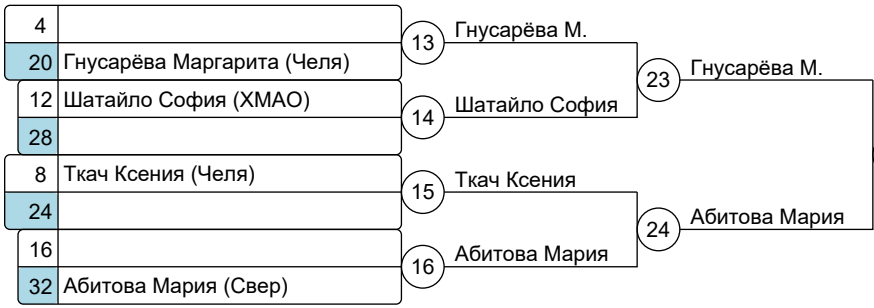 4
20 Гнусарёва Маргарита (Челя)
12 Шатайло София (ХМАО)
28
8 Ткач Ксения (Челя)
24
16
32 Абитова Мария (Свер)
13 Гнусарёва М.
14 Шатайло София
15 Ткач Ксения
16 Абитова Мария
23 Гнусарёва М.
24 Абитова Мария